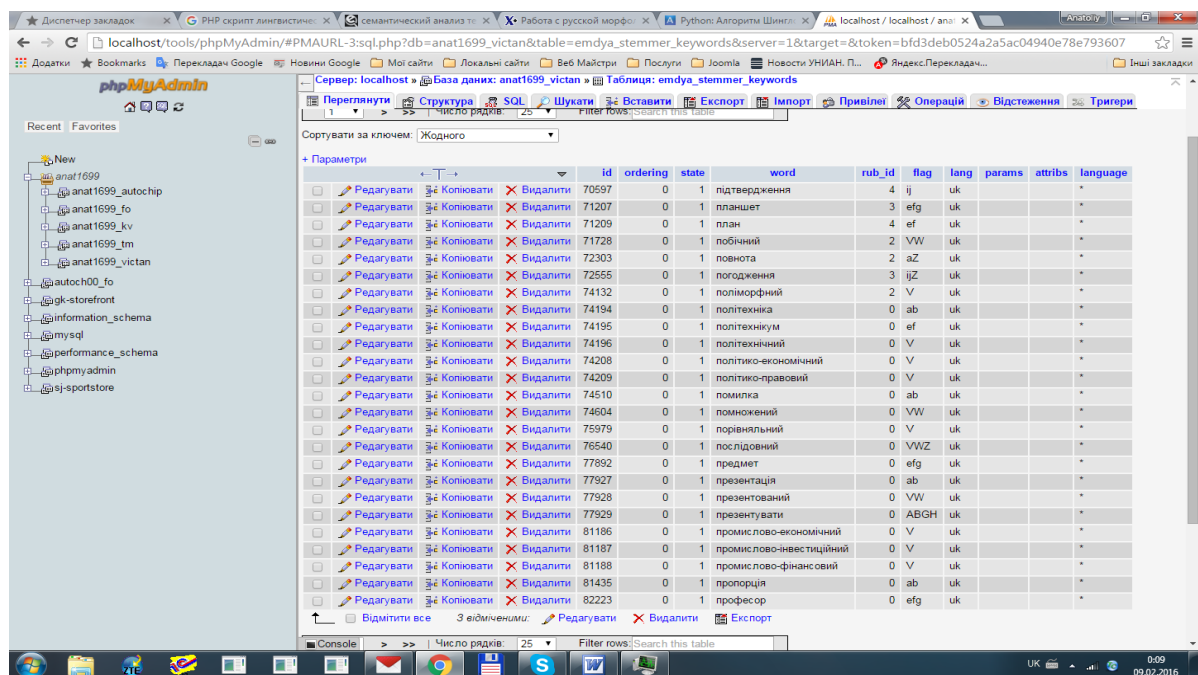 Диспетчер закладок
PHP скрипт лингвистичес
семантический анализ те
Работа с русской морфо
Python: Алгоритм Шингл
localhost / localhost / anat
Anatoliy
localhost/tools/phpMyAdmin/#PMAURL-3:sql.php?db=anat1699_victan&table=emdya_stemmer_keywords&server=1&target=&token=bfd3deb0524a2a5ac04940e78e793607
Додатки Bookmarks Перекладач Google Новини Google Мої сайти Локальні сайти Веб Майстри Послуги Joomla Новости УНИАН. П... Яндекс.Перекладач... Інші закладки
phpMyAdmin
Recent Favorites
New
anat1699
anat1699_autochip
anat1699_fo
anat1699_kv
anat1699_tm
anat1699_victan
autoch00_fo
gk-storefront
information_schema
mysql
performance_schema
phpmyadmin
sj-sportstore
Сервер: localhost » База даних: anat1699_victan » Таблиця: emdya_stemmer_keywords
Переглянути Структура SQL Шукати Вставити Експорт Імпорт Привілеї Операцій Відстеження Тригери
1 > >> | Число рядків: 25 Filter rows: Search this table
Сортувати за ключем: Жодного
+ Параметри
←T→ id ordering state word rub_id flag lang params attribs language
Редагувати Копіювати Видалити 70597 0 1 підтвердження 4 ij uk *
Редагувати Копіювати Видалити 71207 0 1 планшет 3 efg uk *
Редагувати Копіювати Видалити 71209 0 1 план 4 ef uk *
Редагувати Копіювати Видалити 71728 0 1 побічний 2 VW uk *
Редагувати Копіювати Видалити 72303 0 1 повнота 2 aZ uk *
Редагувати Копіювати Видалити 72555 0 1 погодження 3 ijZ uk *
Редагувати Копіювати Видалити 74132 0 1 поліморфний 2 V uk *
Редагувати Копіювати Видалити 74194 0 1 політехніка 0 ab uk *
Редагувати Копіювати Видалити 74195 0 1 політехнікум 0 ef uk *
Редагувати Копіювати Видалити 74196 0 1 політехнічний 0 V uk *
Редагувати Копіювати Видалити 74208 0 1 політико-економічний 0 V uk *
Редагувати Копіювати Видалити 74209 0 1 політико-правовий 0 V uk *
Редагувати Копіювати Видалити 74510 0 1 помилка 0 ab uk *
Редагувати Копіювати Видалити 74604 0 1 помножений 0 VW uk *
Редагувати Копіювати Видалити 75979 0 1 порівняльний 0 V uk *
Редагувати Копіювати Видалити 76540 0 1 послідовний 0 VWZ uk *
Редагувати Копіювати Видалити 77892 0 1 предмет 0 efg uk *
Редагувати Копіювати Видалити 77927 0 1 презентація 0 ab uk *
Редагувати Копіювати Видалити 77928 0 1 презентований 0 VW uk *
Редагувати Копіювати Видалити 77929 0 1 презентувати 0 ABGH uk *
Редагувати Копіювати Видалити 81186 0 1 промислово-економічний 0 V uk *
Редагувати Копіювати Видалити 81187 0 1 промислово-інвестиційний 0 V uk *
Редагувати Копіювати Видалити 81188 0 1 промислово-фінансовий 0 V uk *
Редагувати Копіювати Видалити 81435 0 1 пропорція 0 ab uk *
Редагувати Копіювати Видалити 82223 0 1 професор 0 efg uk *
Відмітити все З відміченими: Редагувати Видалити Експорт
Console > >> | Число рядків: 25 Filter rows: Search this table
UK 0:09
09.02.2016